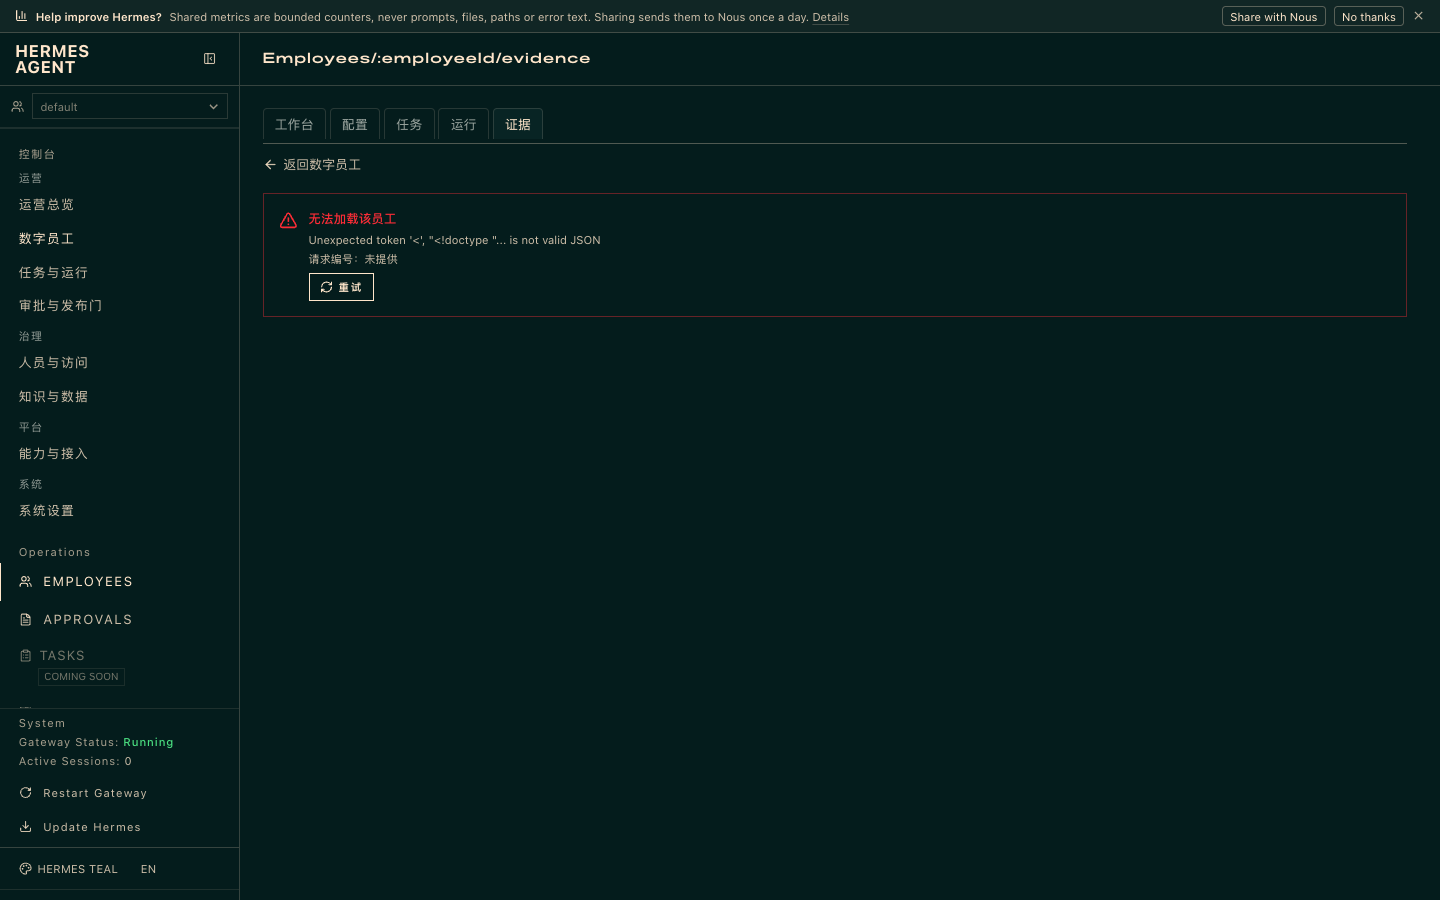 Help improve Hermes? Shared metrics are bounded counters, never prompts, files, paths or error text. Sharing sends them to Nous once a day. Details
Share with Nous
No thanks
HERMES
AGENT
Employees/:employeeId/evidence
default
控制台
运营
运营总览
数字员工
任务与运行
审批与发布门
治理
人员与访问
知识与数据
平台
能力与接入
系统
系统设置
Operations
EMPLOYEES
APPROVALS
TASKS
COMING SOON
System
Gateway Status: Running
Active Sessions: 0
Restart Gateway
Update Hermes
HERMES TEAL
EN
工作台
配置
任务
运行
证据
返回数字员工
无法加载该员工
Unexpected token '<', "<!doctype "... is not valid JSON
请求编号：未提供
重试